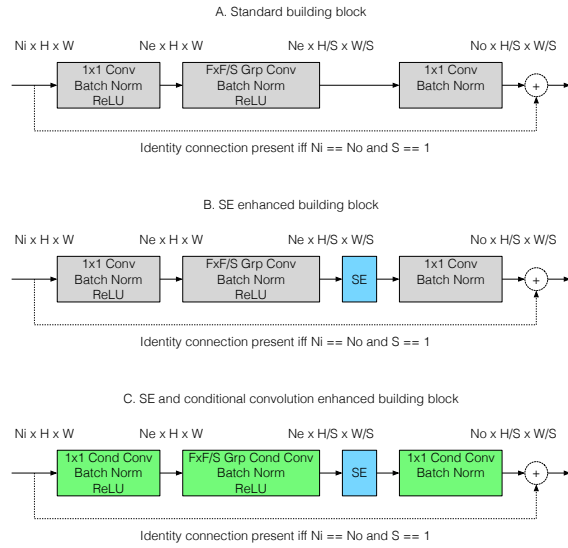 A. Standard building block
Ni x H x W
Ne x H x W
Ne x H/S x W/S
No x H/S x W/S
1x1 Conv
Batch Norm
ReLU
FxF/S Grp Conv
Batch Norm
ReLU
1x1 Conv
Batch Norm
+
Identity connection present iff Ni == No and S == 1
B. SE enhanced building block
Ni x H x W
Ne x H x W
Ne x H/S x W/S
No x H/S x W/S
1x1 Conv
Batch Norm
ReLU
FxF/S Grp Conv
Batch Norm
ReLU
SE
1x1 Conv
Batch Norm
+
Identity connection present iff Ni == No and S == 1
C. SE and conditional convolution enhanced building block
Ni x H x W
Ne x H x W
Ne x H/S x W/S
No x H/S x W/S
1x1 Cond Conv
Batch Norm
ReLU
FxF/S Grp Cond Conv
Batch Norm
ReLU
SE
1x1 Cond Conv
Batch Norm
+
Identity connection present iff Ni == No and S == 1